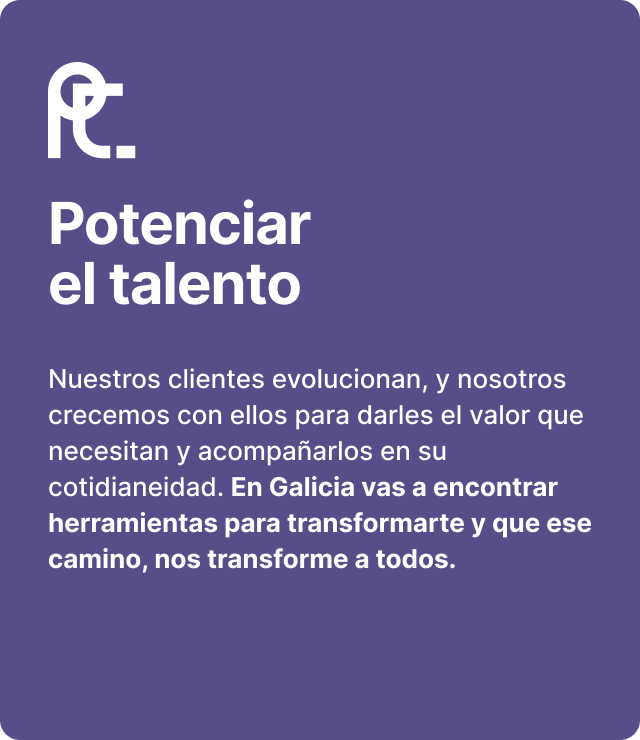 Potenciar
el talento
Nuestros clientes evolucionan, y nosotros
crecemos con ellos para darles el valor que
necesitan y acompañarlos en su
cotidianeidad. En Galicia vas a encontrar
herramientas para transformarte y que ese
camino, nos transforme a todos.